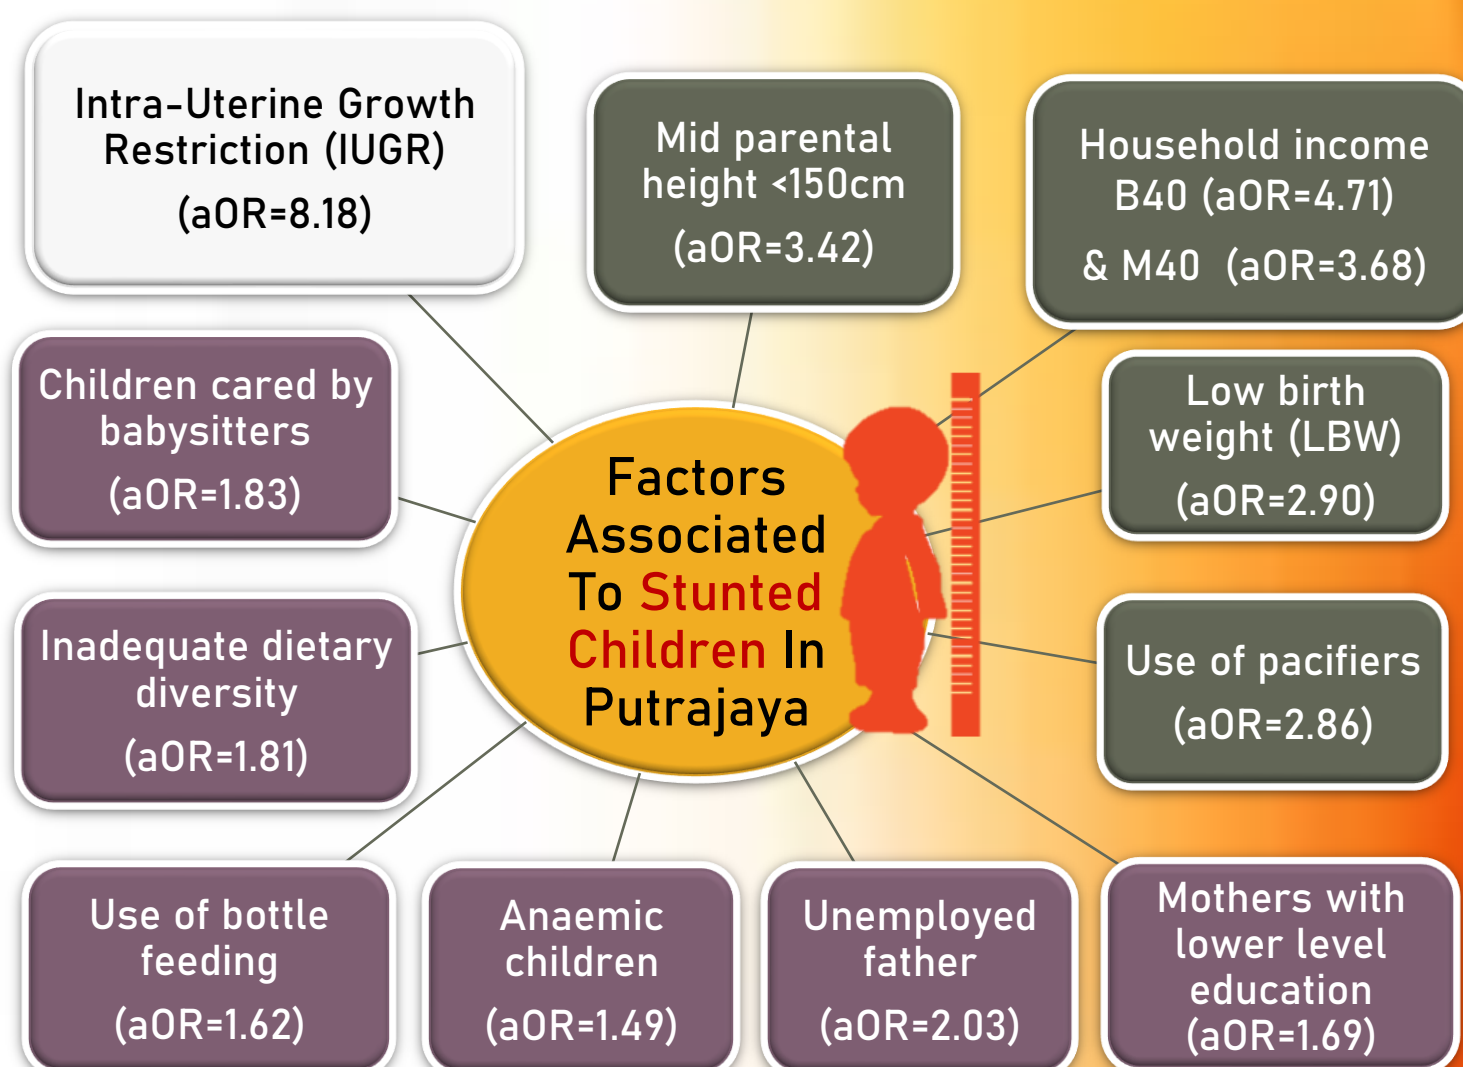 Intra-Uterine Growth
Restriction (IUGR)
(aOR=8.18)
Mid parental
height <150cm
(aOR=3.42)
Household income
B40 (aOR=4.71)
& M40 (aOR=3.68)
Children cared by
babysitters
(aOR=1.83)
Factors
Associated
To Stunted
Children In
Putrajaya
Low birth
weight (LBW)
(aOR=2.90)
Inadequate dietary
diversity
(aOR=1.81)
Use of pacifiers
(aOR=2.86)
Use of bottle
feeding
(aOR=1.62)
Anaemic
children
(aOR=1.49)
Unemployed
father
(aOR=2.03)
Mothers with
lower level
education
(aOR=1.69)